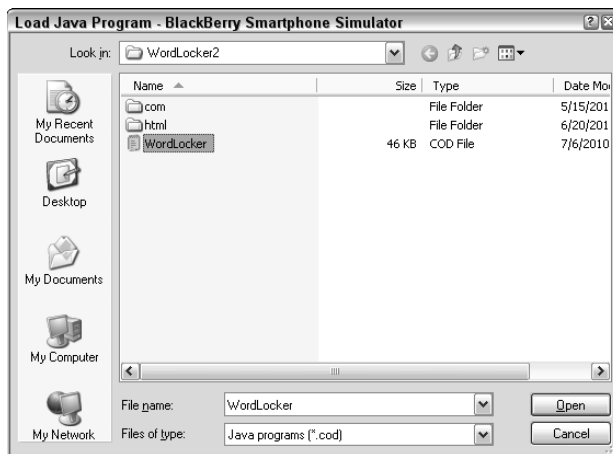 Load Java Program - BlackBerry Smartphone Simulator
Look in: WordLocker2
Name Size Type Date Mo
com File Folder 5/15/201
html File Folder 6/20/201
WordLocker 46 KB COD File 7/6/2010
My Recent
Documents
Desktop
My Documents
My Computer
My Network
File name: WordLocker Open
Files of type: Java programs (*.cod) Cancel